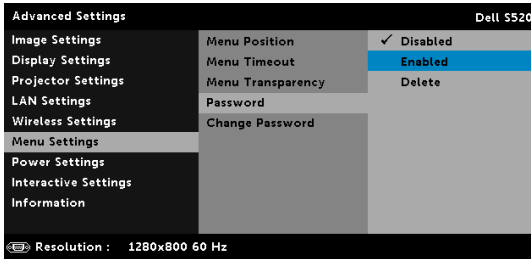 Advanced Settings
Dell S520
Image Settings
Display Settings
Projector Settings
LAN Settings
Wireless Settings
Menu Settings
Power Settings
Interactive Settings
Information
Menu Position
Menu Timeout
Menu Transparency
Password
Change Password
✓ Disabled
Enabled
Delete
Resolution : 1280x800 60 Hz